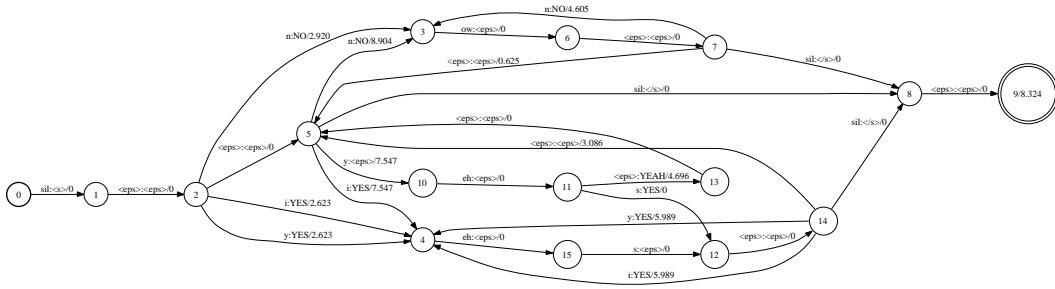 n:NO/4.605
n:NO/2.920
3
ow:<eps>/0
6
<eps>:<eps>/0
7
n:NO/8.904
<eps>:<eps>/0.625
sil:</s>/0
sil:</s>/0
8
<eps>:<eps>/0
9/8.324
<eps>:<eps>/0
sil:</s>/0
5
<eps>:<eps>/0
<eps>:<eps>/3.086
y:<eps>/7.547
0
sil:<s>/0
1
<eps>:<eps>/0
2
i:YES/7.547
10
eh:<eps>/0
11
<eps>:YEAH/4.696
13
s:YES/0
i:YES/2.623
y:YES/5.989
14
y:YES/2.623
4
eh:<eps>/0
15
s:<eps>/0
12
<eps>:<eps>/0
i:YES/5.989